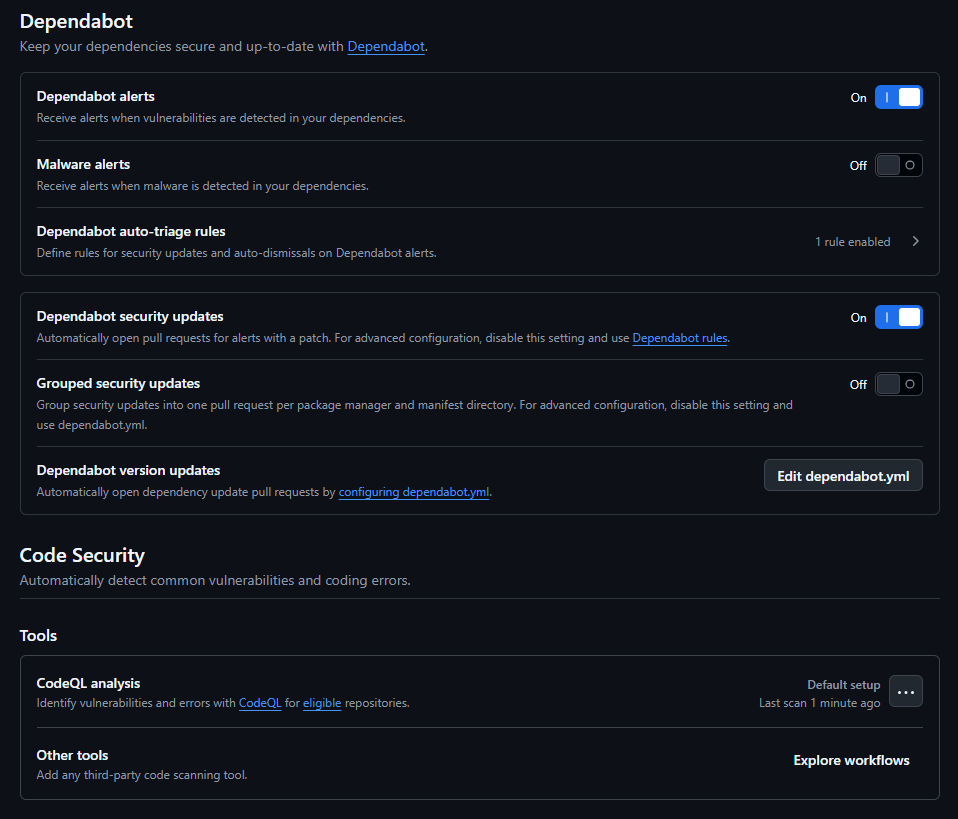 Dependabot
Keep your dependencies secure and up-to-date with Dependabot.
Dependabot alerts
On
Receive alerts when vulnerabilities are detected in your dependencies.
Malware alerts
Off
Receive alerts when malware is detected in your dependencies.
Dependabot auto-triage rules
1 rule enabled
Define rules for security updates and auto-dismissals on Dependabot alerts.
Dependabot security updates
On
Automatically open pull requests for alerts with a patch. For advanced configuration, disable this setting and use Dependabot rules.
Grouped security updates
Off
Group security updates into one pull request per package manager and manifest directory. For advanced configuration, disable this setting and
use dependabot.yml.
Dependabot version updates
Edit dependabot.yml
Automatically open dependency update pull requests by configuring dependabot.yml.
Code Security
Automatically detect common vulnerabilities and coding errors.
Tools
CodeQL analysis
Default setup
Identify vulnerabilities and errors with CodeQL for eligible repositories.
Last scan 1 minute ago
Other tools
Explore workflows
Add any third-party code scanning tool.